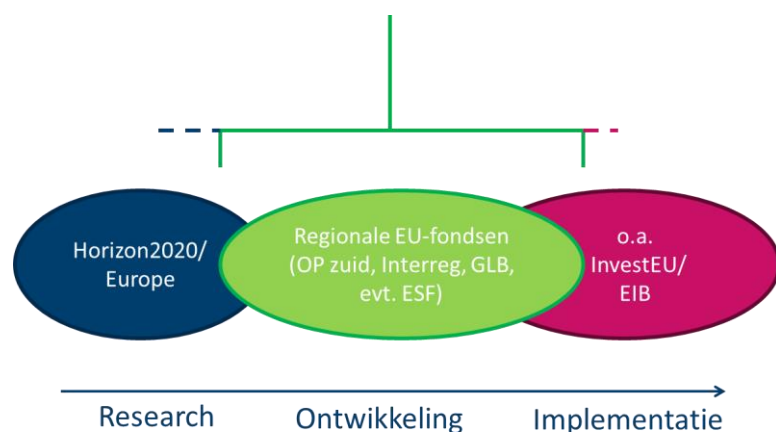 Horizon2020/
Europe
Regionale EU-fondsen
(OP zuid, Interreg, GLB,
evt. ESF)
o.a.
InvestEU/
EIB
Research
Ontwikkeling
Implementatie